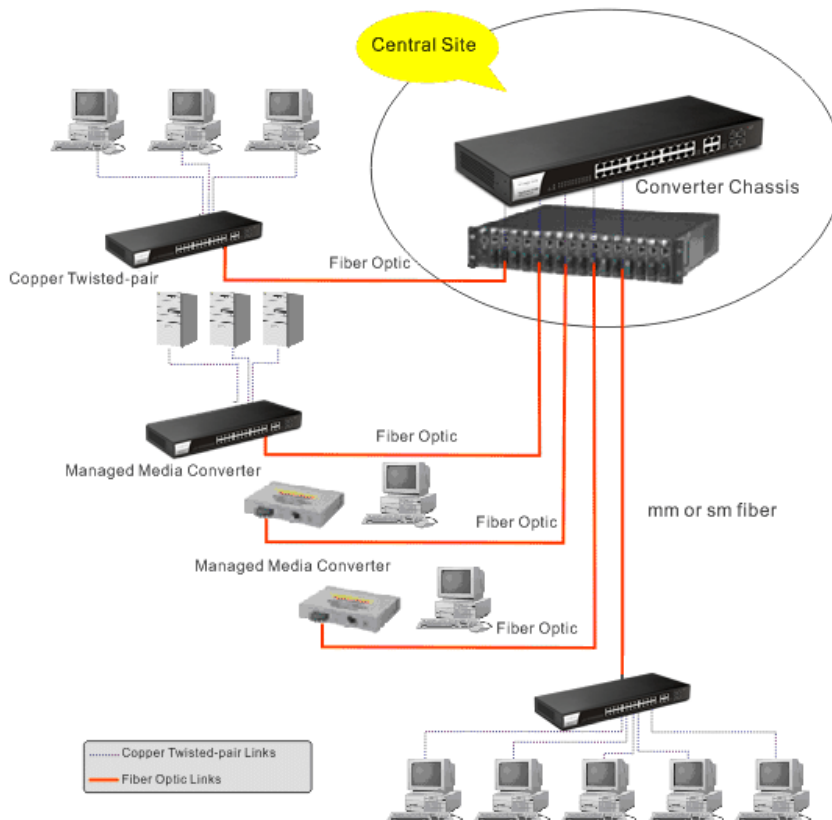 Central Site
Converter Chassis
Fiber Optic
Copper Twisted-pair
Fiber Optic
Managed Media Converter
Fiber Optic
mm or sm fiber
Managed Media Converter
Fiber Optic
Copper Twisted-pair Links
Fiber Optic Links